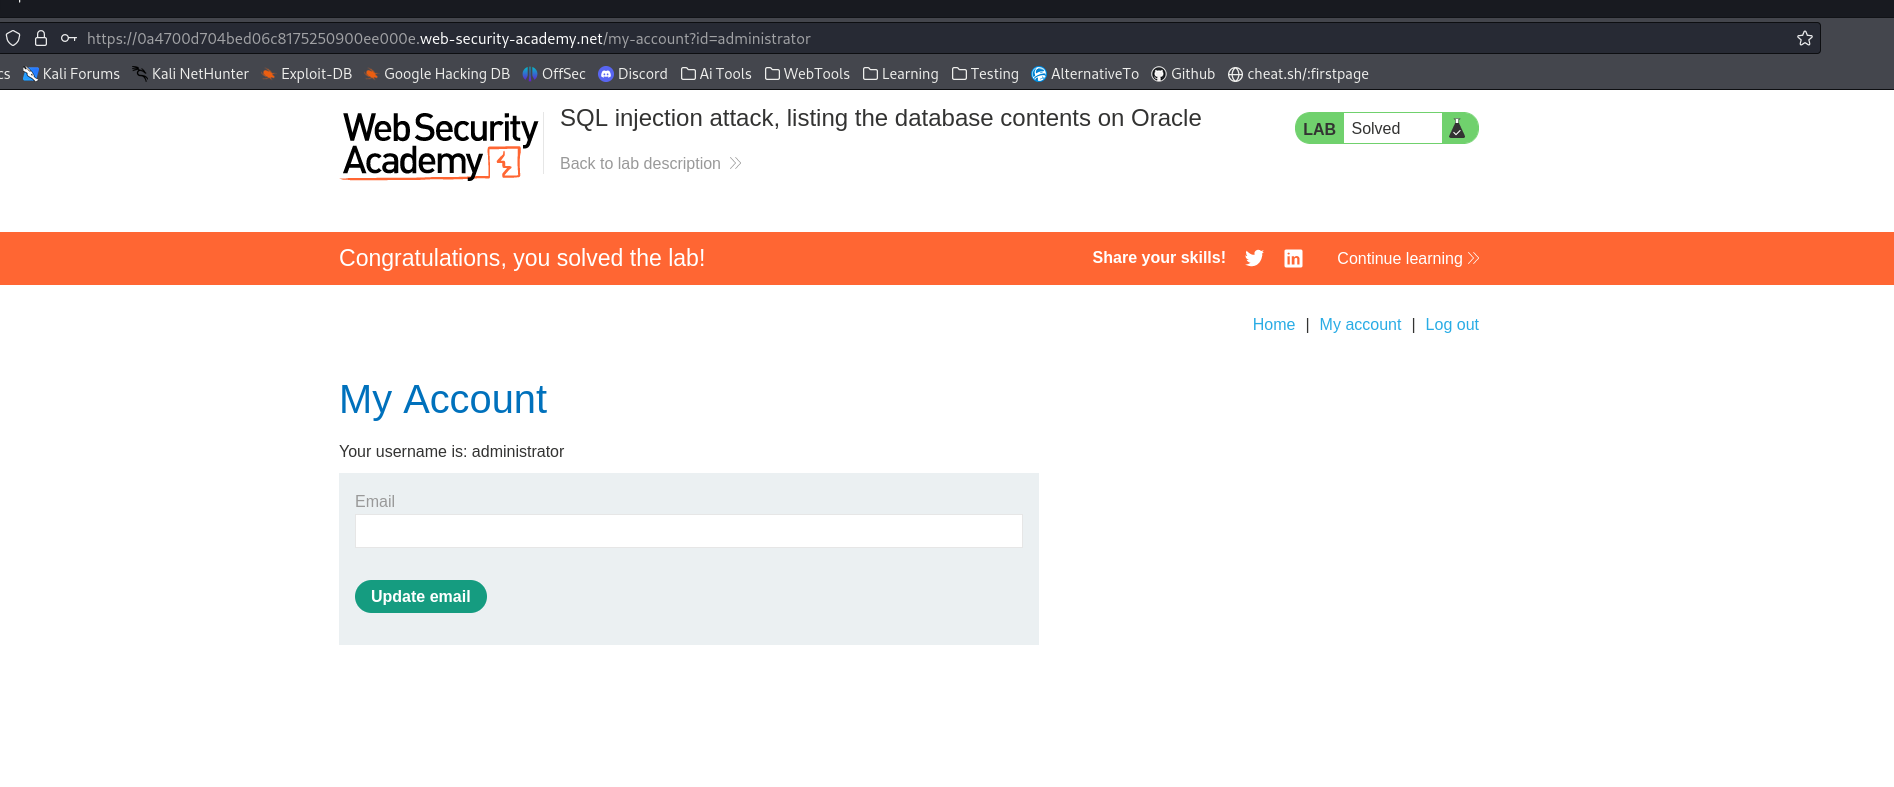 https://0a4700d704bed06c8175250900ee000e.web-security-academy.net/my-account?id=administrator
cs Kali Forums Kali NetHunter Exploit-DB Google Hacking DB OffSec Discord Ai Tools WebTools Learning Testing AlternativeTo Github cheat.sh/:firstpage
Web Security
Academy
SQL injection attack, listing the database contents on Oracle
Back to lab description
LAB Solved
Congratulations, you solved the lab!
Share your skills! Continue learning
Home | My account | Log out
My Account
Your username is: administrator
Email
Update email